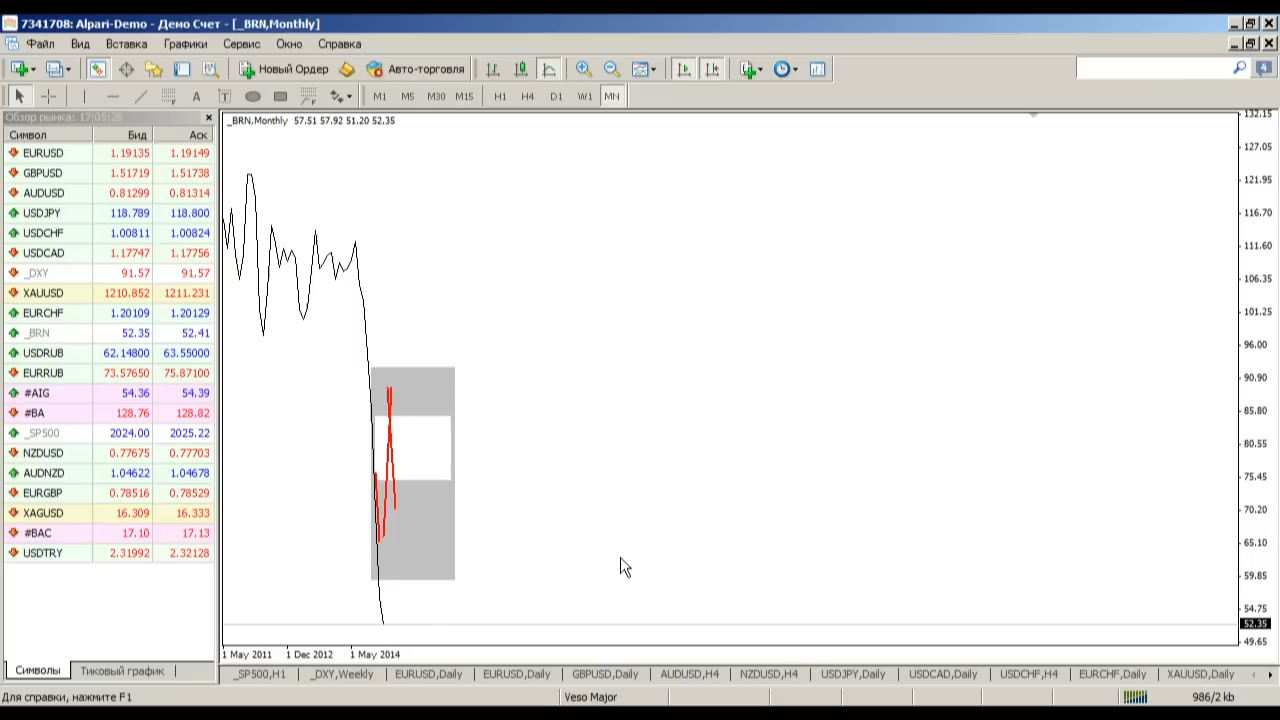 7341708: Alpari-Demo - Демо Счет - [_BRN,Monthly]
Файл Вид Вставка Графики Сервис Окно Справка
Новый Ордер Авто-торговля 4
A T M1 M5 M30 M15 H1 H4 D1 W1 MN
Обзор рынка: 17:05:26
Символ Бид Аск
EURUSD 1.19135 1.19149
GBPUSD 1.51719 1.51738
AUDUSD 0.81299 0.81314
USDJPY 118.789 118.800
USDCHF 1.00811 1.00824
USDCAD 1.17747 1.17756
_DXY 91.57 91.57
XAUUSD 1210.852 1211.231
EURCHF 1.20109 1.20129
_BRN 52.35 52.41
USDRUB 62.14800 63.55000
EURRUB 73.57650 75.87100
#AIG 54.36 54.39
#BA 128.76 128.82
_SP500 2024.00 2025.22
NZDUSD 0.77675 0.77703
AUDNZD 1.04622 1.04678
EURGBP 0.78516 0.78529
XAGUSD 16.309 16.333
#BAC 17.10 17.13
USDTRY 2.31992 2.32128
Символы Тиковый график
_BRN,Monthly 57.51 57.92 51.20 52.35
132.15
127.05
121.95
116.70
111.60
106.35
101.25
96.00
90.90
85.80
80.55
75.45
70.20
65.10
59.85
54.75
52.35
49.65
1 May 2011 1 Dec 2012 1 May 2014
_SP500,H1 _DXY,Weekly EURUSD,Daily EURUSD,Daily GBPUSD,Daily AUDUSD,H4 NZDUSD,H4 USDJPY,Daily USDCAD,Daily USDCHF,H4 EURCHF,Daily XAUUSD,Daily
Для справки, нажмите F1 Veso Major 986/2 kb